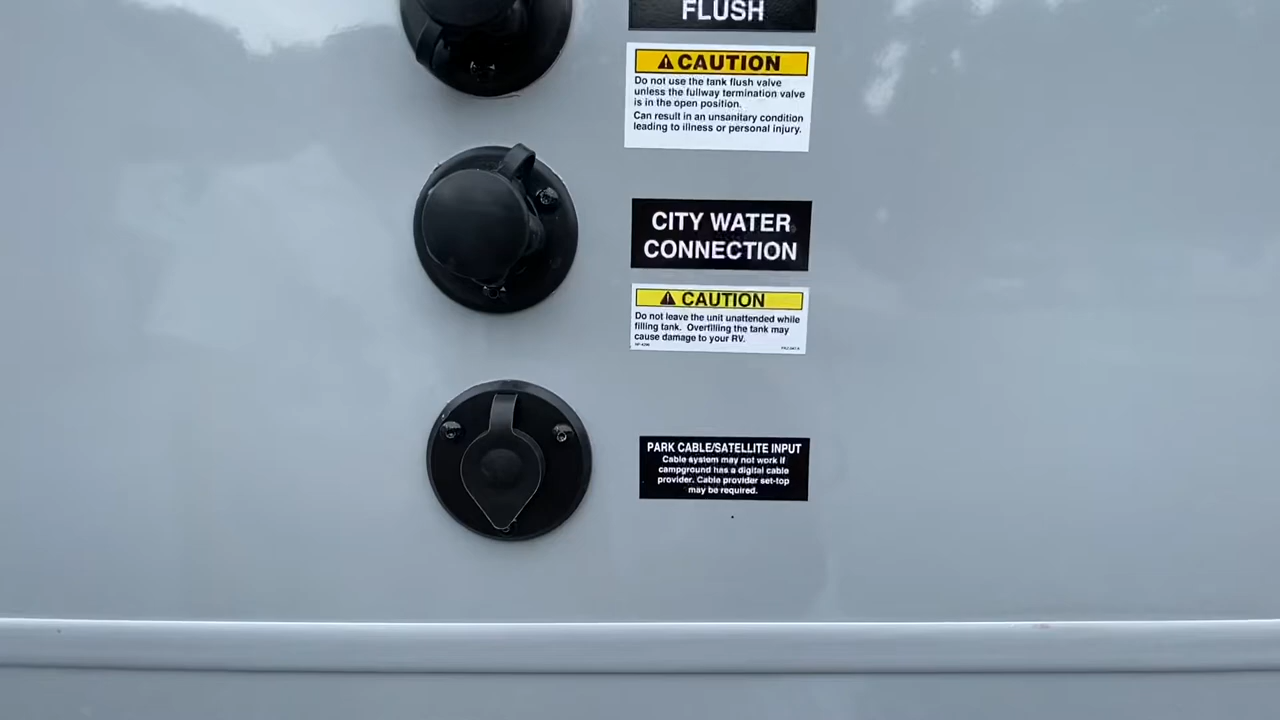 FLUSH
CAUTION
Do not use the tank flush valve
unless the fullway termination valve
is in the open position.
Can result in an unsanitary condition
leading to illness or personal injury.
CITY WATER
CONNECTION
CAUTION
Do not leave the unit unattended while
filling tank. Overfilling the tank may
cause damage to your RV.
PARK CABLE/SATELLITE INPUT
Cable system may not work if
campground has a digital cable
provider. Cable provider set-top
may be required.